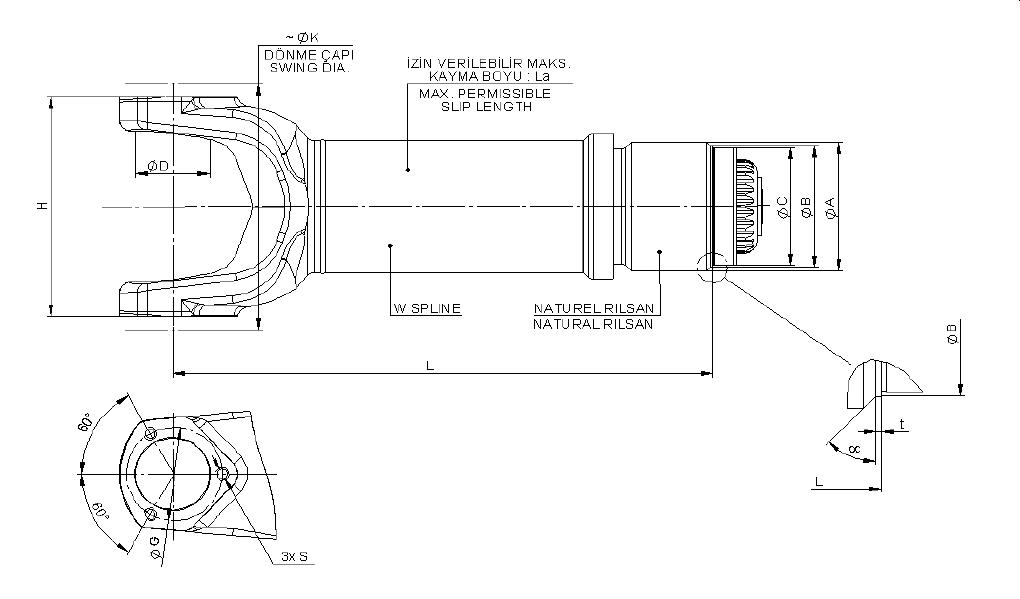 ~ ØK
DÖNME ÇAPI
SWING DIA.
İZİN VERİLEBİLİR MAKS.
KAYMA BOYU : La
MAX. PERMISSIBLE
SLIP LENGTH
ØD
H
ØC
ØB
ØA
W SPLINE
NATUREL RILSAN
NATURAL RILSAN
L
ØB
t
α
L
60°
60°
ØG
3x S